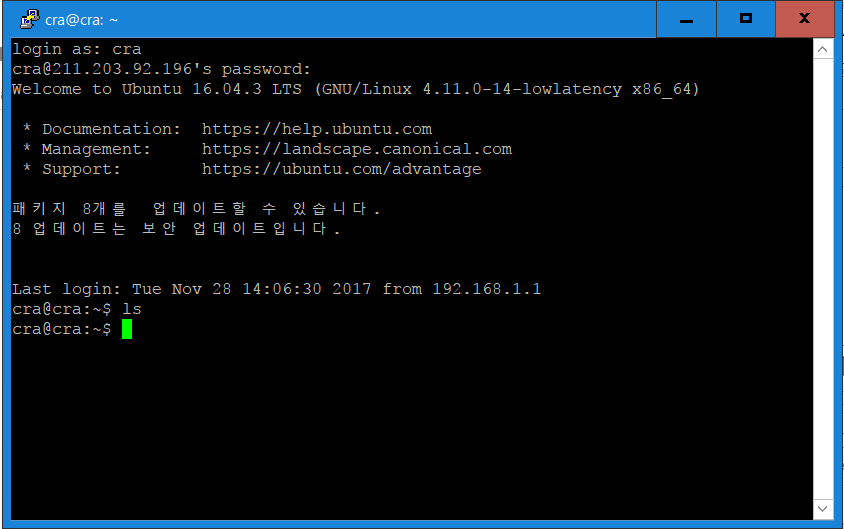 cra@cra: ~
login as: cra
cra@211.203.92.196's password:
Welcome to Ubuntu 16.04.3 LTS (GNU/Linux 4.11.0-14-lowlatency x86_64)
* Documentation:  https://help.ubuntu.com
* Management:     https://landscape.canonical.com
* Support:        https://ubuntu.com/advantage
패키지 8개를 업데이트할 수 있습니다.
8 업데이트는 보안 업데이트입니다.
Last login: Tue Nov 28 14:06:30 2017 from 192.168.1.1
cra@cra:~$ ls
cra@cra:~$